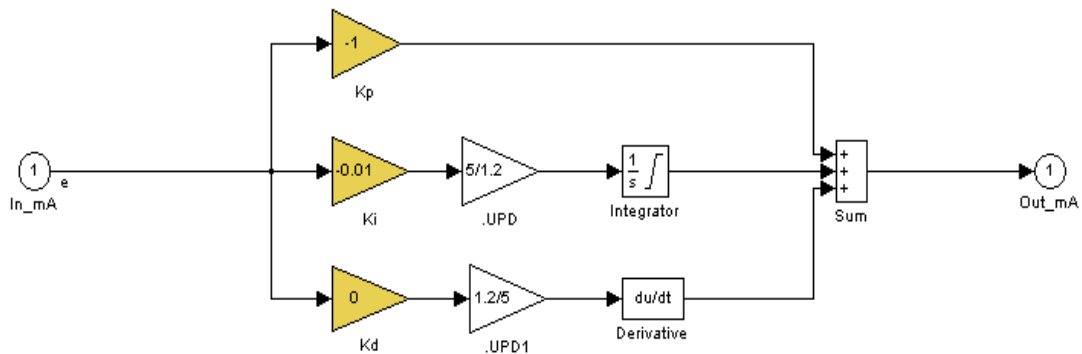 -1
Kp
1
e
In_mA
-0.01
Ki
5/1.2
.UPD
1
s
Integrator
+
+
+
Sum
1
Out_mA
0
Kd
1.2/5
.UPD1
du/dt
Derivative